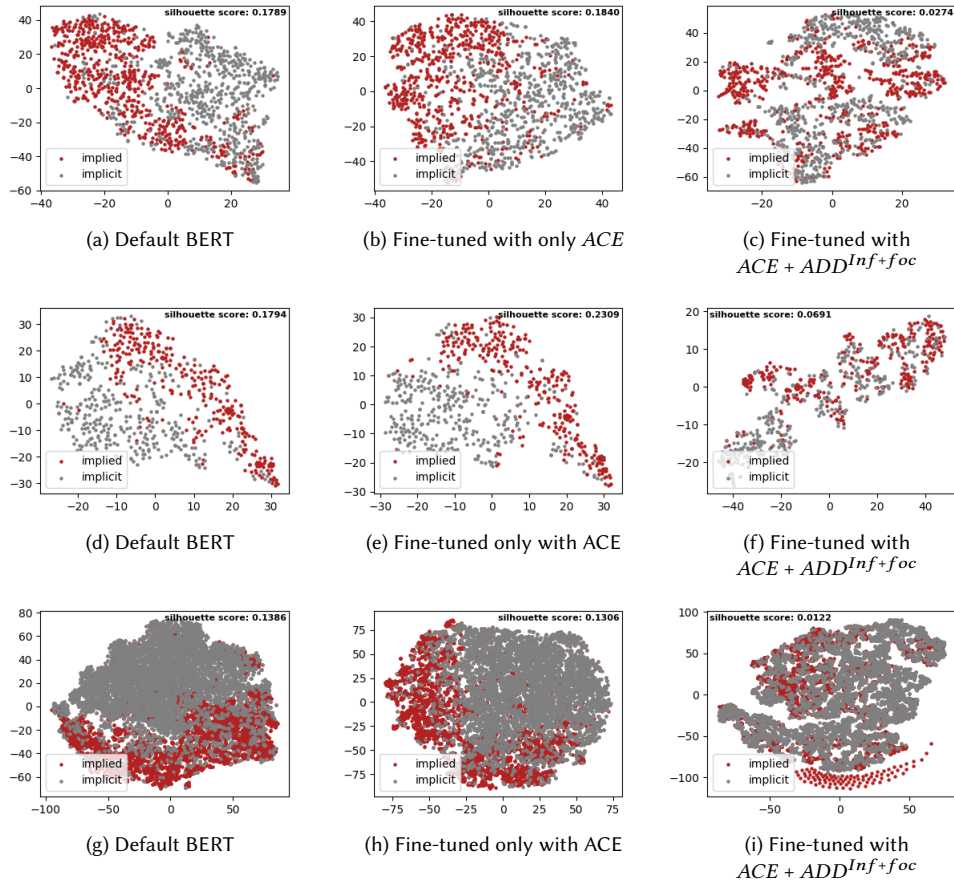 silhouette score: 0.1789
40
20
0
−20
−40
−60
implied
implicit
−40 −20 0 20
(a) Default BERT
silhouette score: 0.1840
40
20
0
−20
−40
implied
implicit
−40 −20 0 20 40
(b) Fine-tuned with only ACE
silhouette score: 0.0274
40
20
0
−20
−40
−60
implied
implicit
−20 0 20
(c) Fine-tuned with
ACE + ADD^{Inf+foc}
silhouette score: 0.1794
30
20
10
0
−10
−20
−30
implied
implicit
−20 −10 0 10 20 30
(d) Default BERT
silhouette score: 0.2309
30
20
10
0
−10
−20
−30
implied
implicit
−30 −20 −10 0 10 20 30
(e) Fine-tuned only with ACE
silhouette score: 0.0691
20
10
0
−10
−20
implied
implicit
−40 −20 0 20 40
(f) Fine-tuned with
ACE + ADD^{Inf+foc}
silhouette score: 0.1386
80
60
40
20
0
−20
−40
−60
implied
implicit
−100 −50 0 50
(g) Default BERT
silhouette score: 0.1306
75
50
25
0
−25
−50
−75
implied
implicit
−75 −50 −25 0 25 50 75
(h) Fine-tuned only with ACE
silhouette score: 0.0122
100
75
50
25
0
−25
−50
−75
−100
implied
implicit
−50 0 50
(i) Fine-tuned with
ACE + ADD^{Inf+foc}